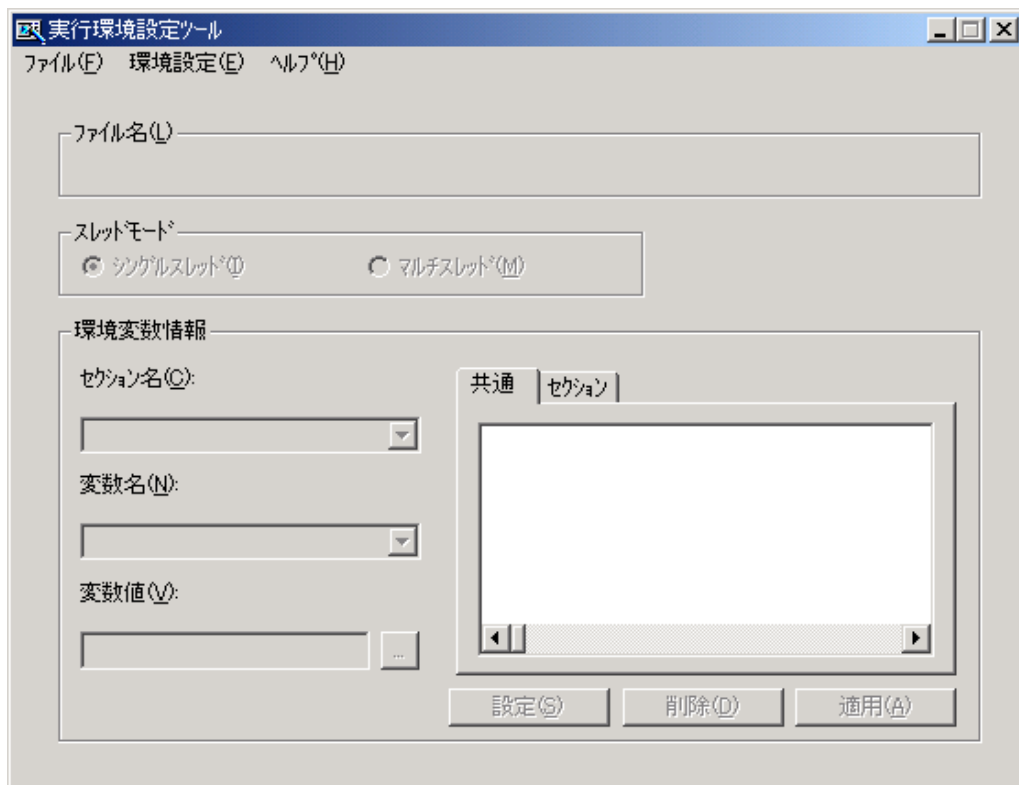 実行環境設定ﾂｰﾙ
ﾌｧｲﾙ(F) 環境設定(E) ﾍﾙﾌﾟ(H)
ﾌｧｲﾙ名(L)
ｽﾚｯﾄﾞﾓｰﾄﾞ
ｼﾝｸﾞﾙｽﾚｯﾄﾞ(I) ﾏﾙﾁｽﾚｯﾄﾞ(M)
環境変数情報
ｾｸｼｮﾝ名(C):
共通 ｾｸｼｮﾝ
変数名(N):
変数値(V):
...
設定(S) 削除(D) 適用(A)